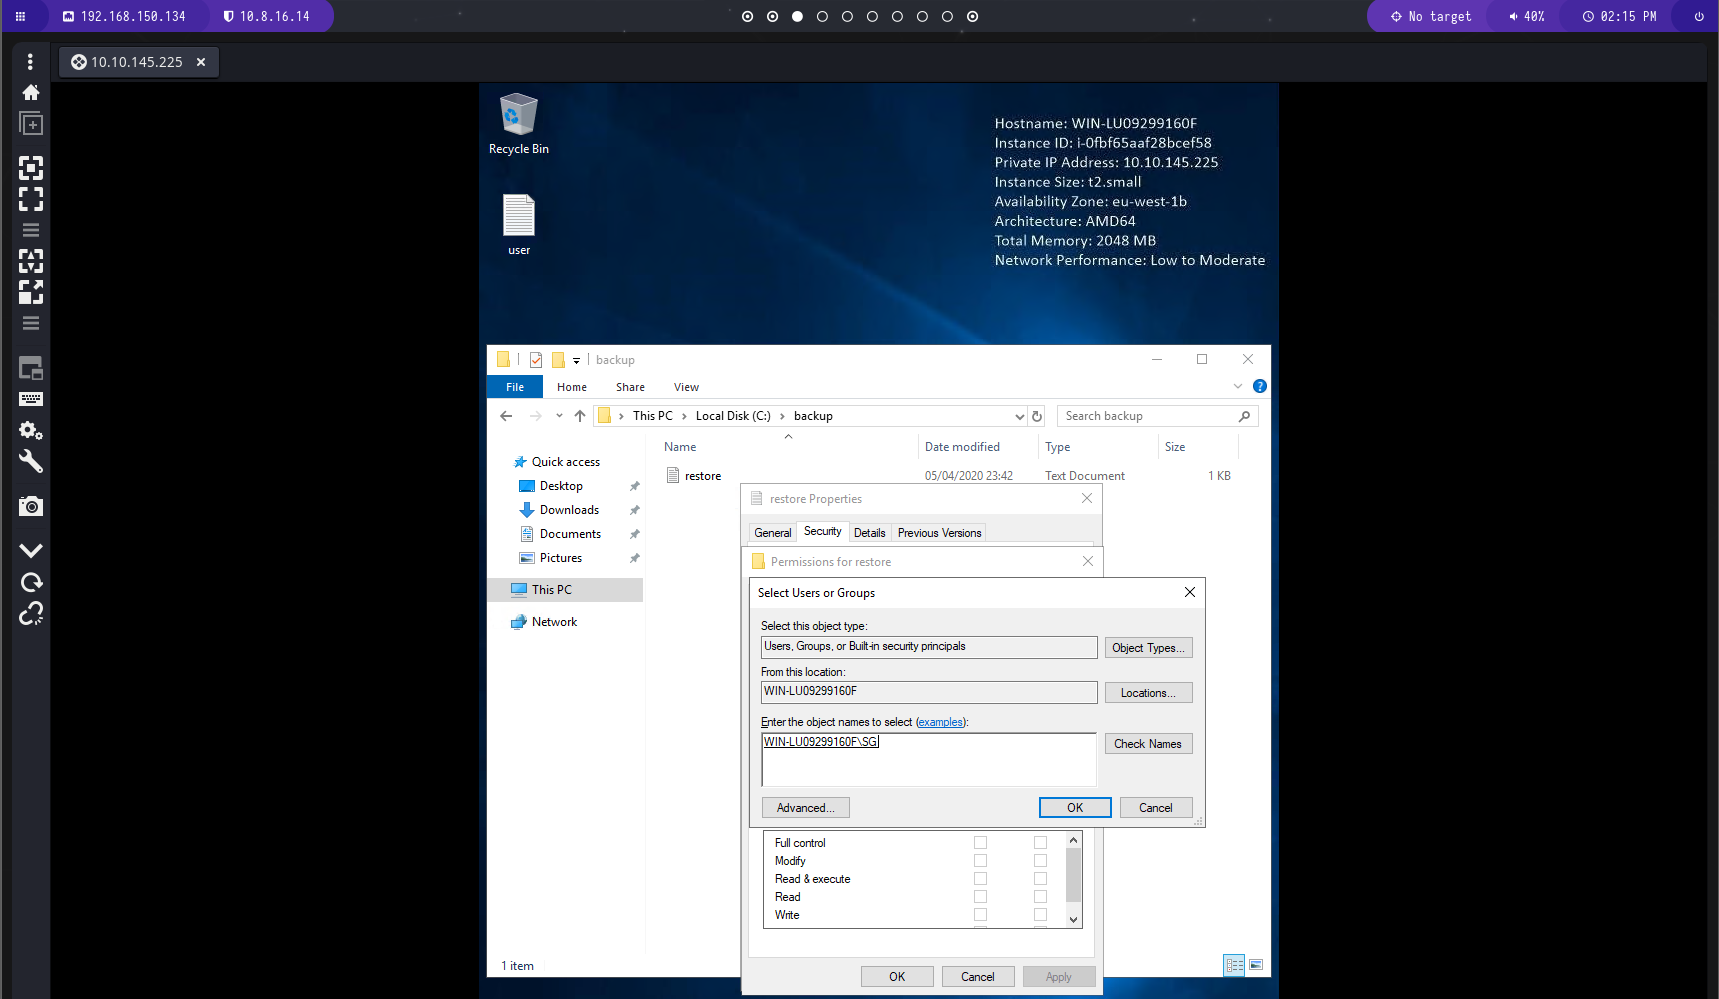 192.168.150.134 10.8.16.14 No target 40% 02:15 PM
10.10.145.225
Recycle Bin
user
Hostname: WIN-LU09299160F
Instance ID: i-0fbf65aaf28bcef58
Private IP Address: 10.10.145.225
Instance Size: t2.small
Availability Zone: eu-west-1b
Architecture: AMD64
Total Memory: 2048 MB
Network Performance: Low to Moderate
backup
File Home Share View
This PC Local Disk (C:) backup Search backup
Name Date modified Type Size
restore 05/04/2020 23:42 Text Document 1 KB
Quick access
Desktop
Downloads
Documents
Pictures
This PC
Network
1 item
restore Properties
General Security Details Previous Versions
Permissions for restore
Select Users or Groups
Select this object type:
Users, Groups, or Built-in security principals Object Types...
From this location:
WIN-LU09299160F Locations...
Enter the object names to select (examples):
WIN-LU09299160F\SG Check Names
Advanced... OK Cancel
Full control
Modify
Read & execute
Read
Write
OK Cancel Apply